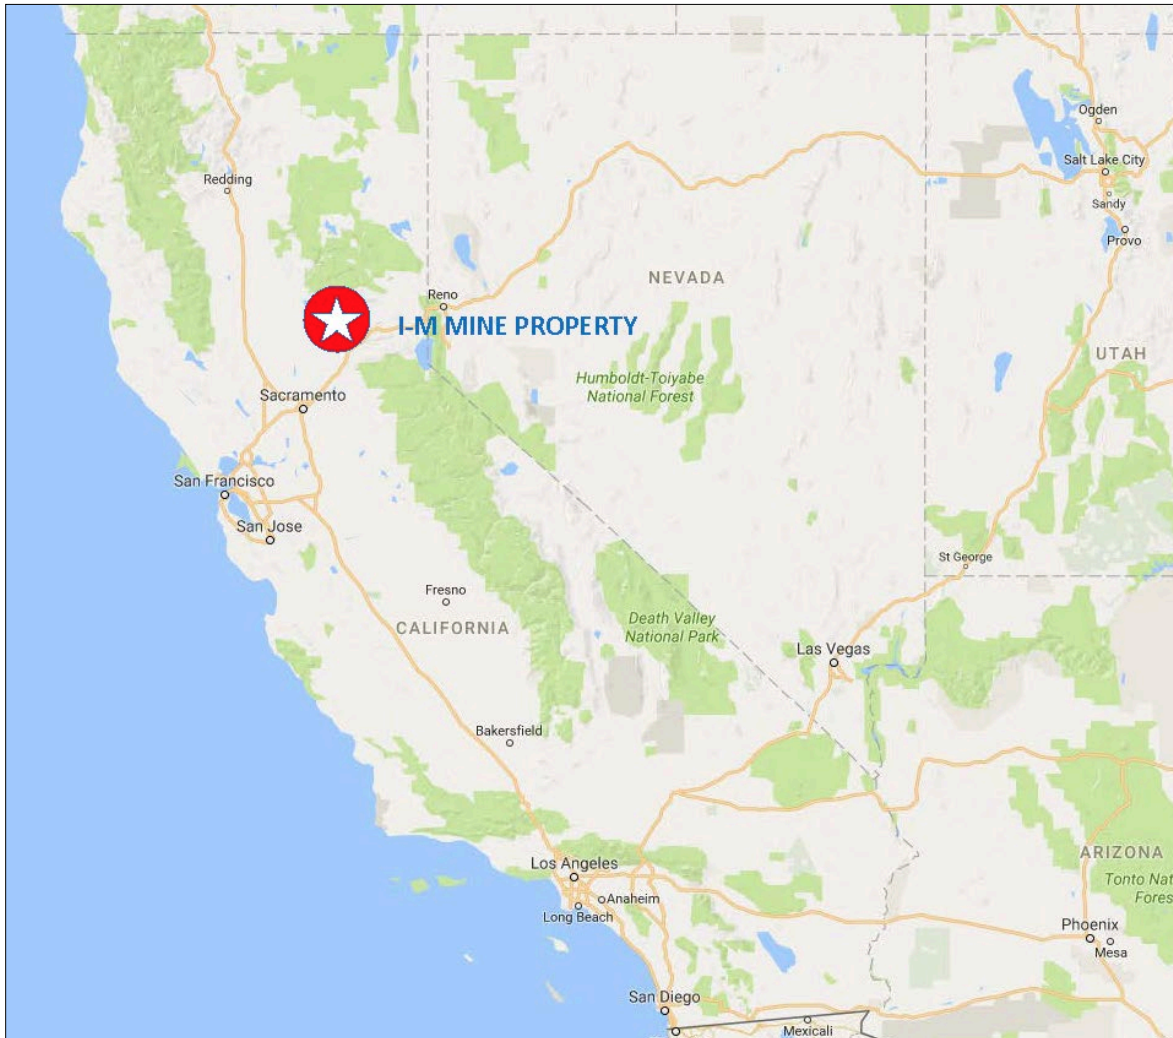 Ogden
Salt Lake City
Sandy
Provo
Redding
NEVADA
Reno
I-M MINE PROPERTY
UTAH
Humboldt-Toiyabe
National Forest
Sacramento
San Francisco
San Jose
St George
Fresno
CALIFORNIA
Death Valley
National Park
Las Vegas
Bakersfield
Los Angeles
Anaheim
Long Beach
ARIZONA
Tonto Nat
Fores
Phoenix
Mesa
San Diego
Mexicali